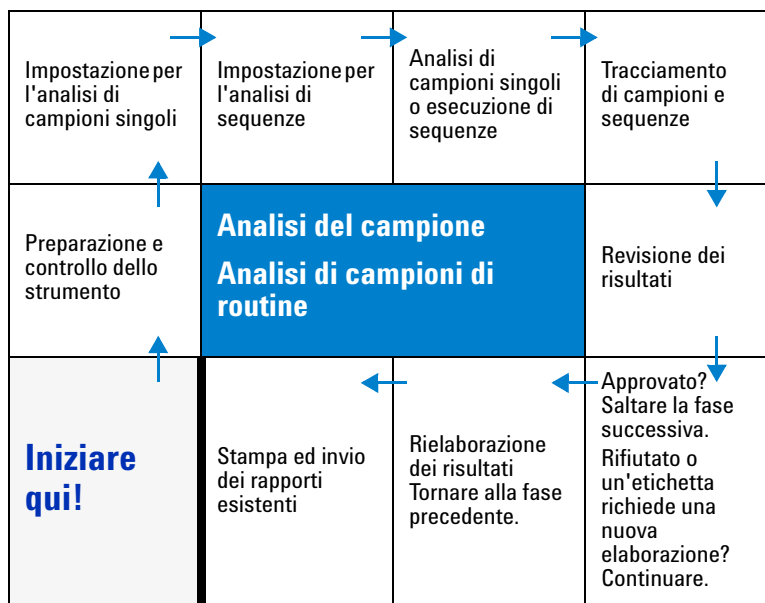 Impostazione per
l'analisi di
campioni singoli
Impostazione per
l'analisi di
sequenze
Analisi di
campioni singoli
o esecuzione di
sequenze
Tracciamento
di campioni e
sequenze
Preparazione e
controllo dello
strumento
Analisi del campione
Analisi di campioni di
routine
Revisione dei
risultati
Iniziare
qui!
Stampa ed invio
dei rapporti
esistenti
Rielaborazione
dei risultati
Tornare alla fase
precedente.
Approvato?
Saltare la fase
successiva.
Rifiutato o
un'etichetta
richiede una
nuova
elaborazione?
Continuare.